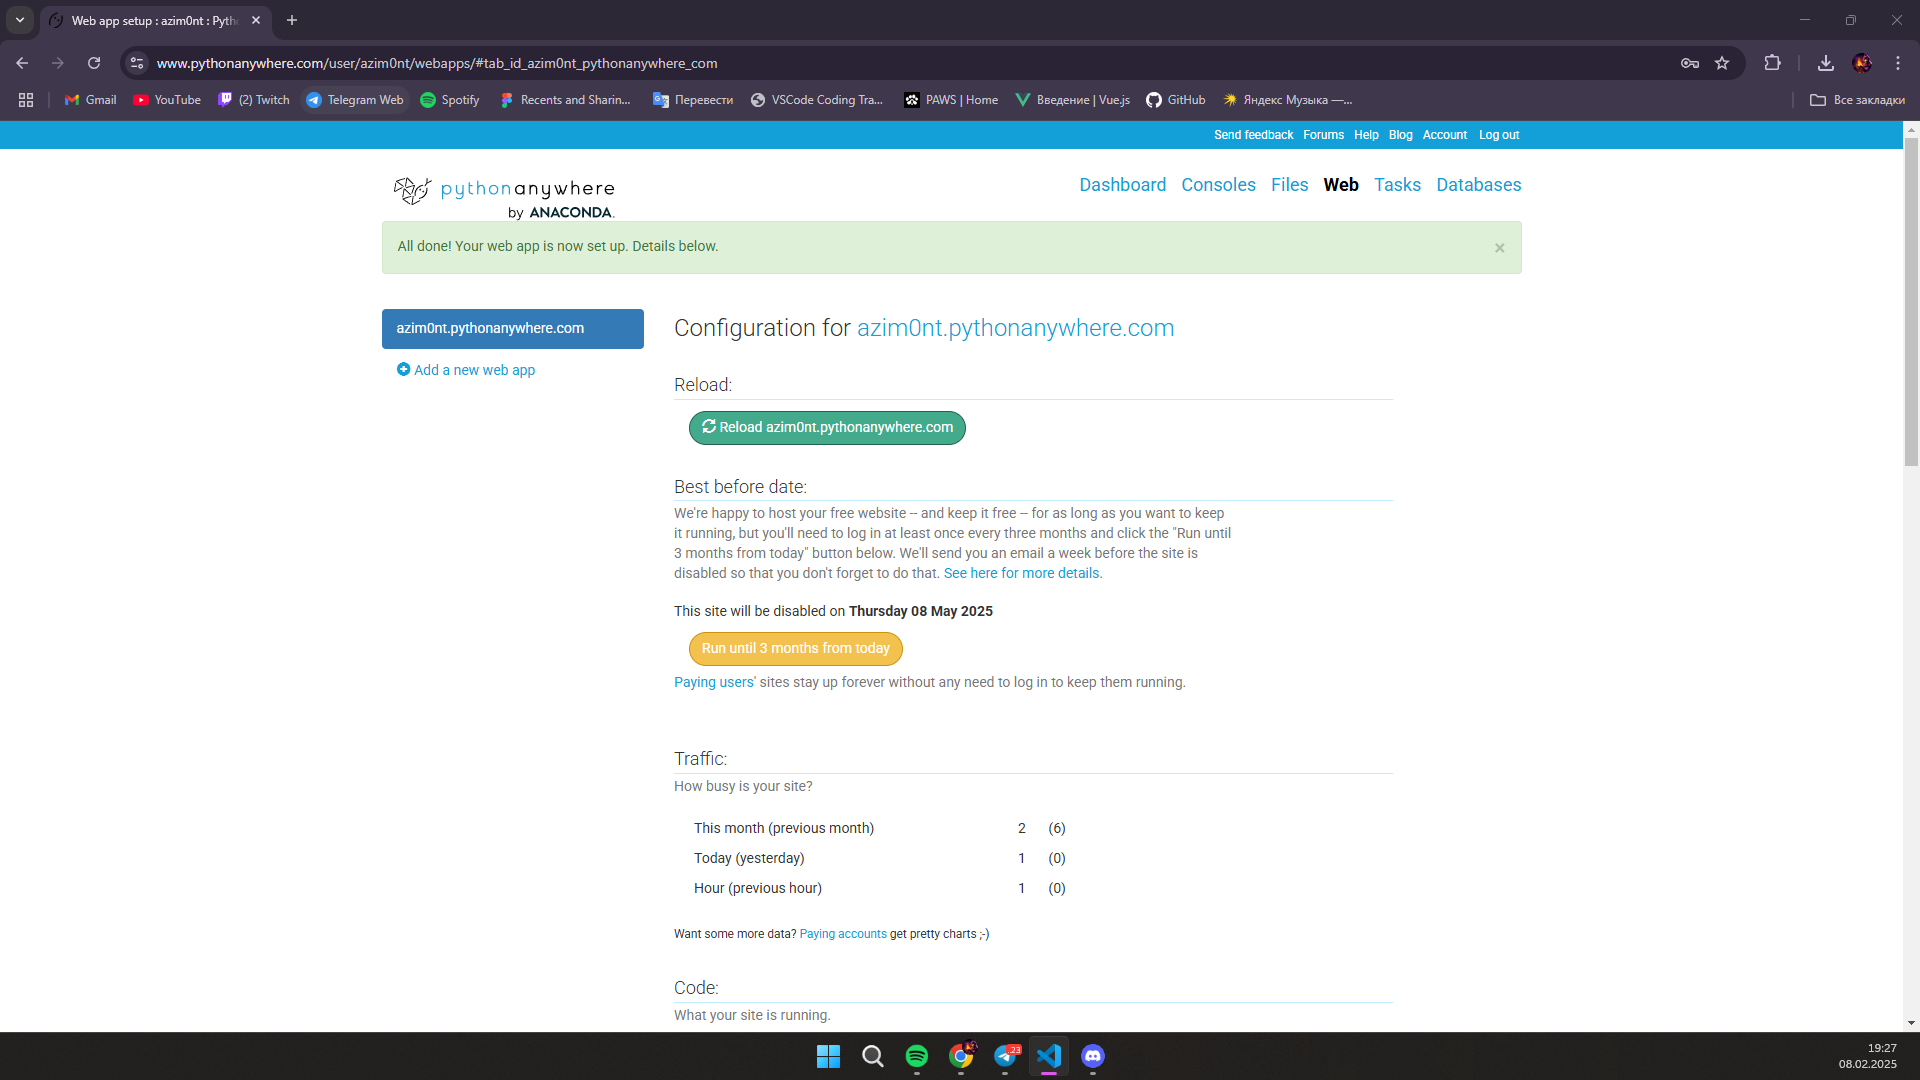 Web app setup : azim0nt : Pyth
www.pythonanywhere.com/user/azim0nt/webapps/#tab_id_azim0nt_pythonanywhere_com
Gmail YouTube (2) Twitch Telegram Web Spotify Recents and Sharin... Перевести VSCode Coding Tra... PAWS | Home Введение | Vue.js GitHub Яндекс Музыка —... Все закладки
Send feedback Forums Help Blog Account Log out
pythonanywhere
by ANACONDA.
Dashboard Consoles Files Web Tasks Databases
All done! Your web app is now set up. Details below. ×
azim0nt.pythonanywhere.com
Add a new web app
Configuration for azim0nt.pythonanywhere.com
Reload:
Reload azim0nt.pythonanywhere.com
Best before date:
We're happy to host your free website -- and keep it free -- for as long as you want to keep
it running, but you'll need to log in at least once every three months and click the "Run until
3 months from today" button below. We'll send you an email a week before the site is
disabled so that you don't forget to do that. See here for more details.
This site will be disabled on Thursday 08 May 2025
Run until 3 months from today
Paying users' sites stay up forever without any need to log in to keep them running.
Traffic:
How busy is your site?
This month (previous month) 2 (6)
Today (yesterday) 1 (0)
Hour (previous hour) 1 (0)
Want some more data? Paying accounts get pretty charts ;-)
Code:
What your site is running.
23
19:27
08.02.2025